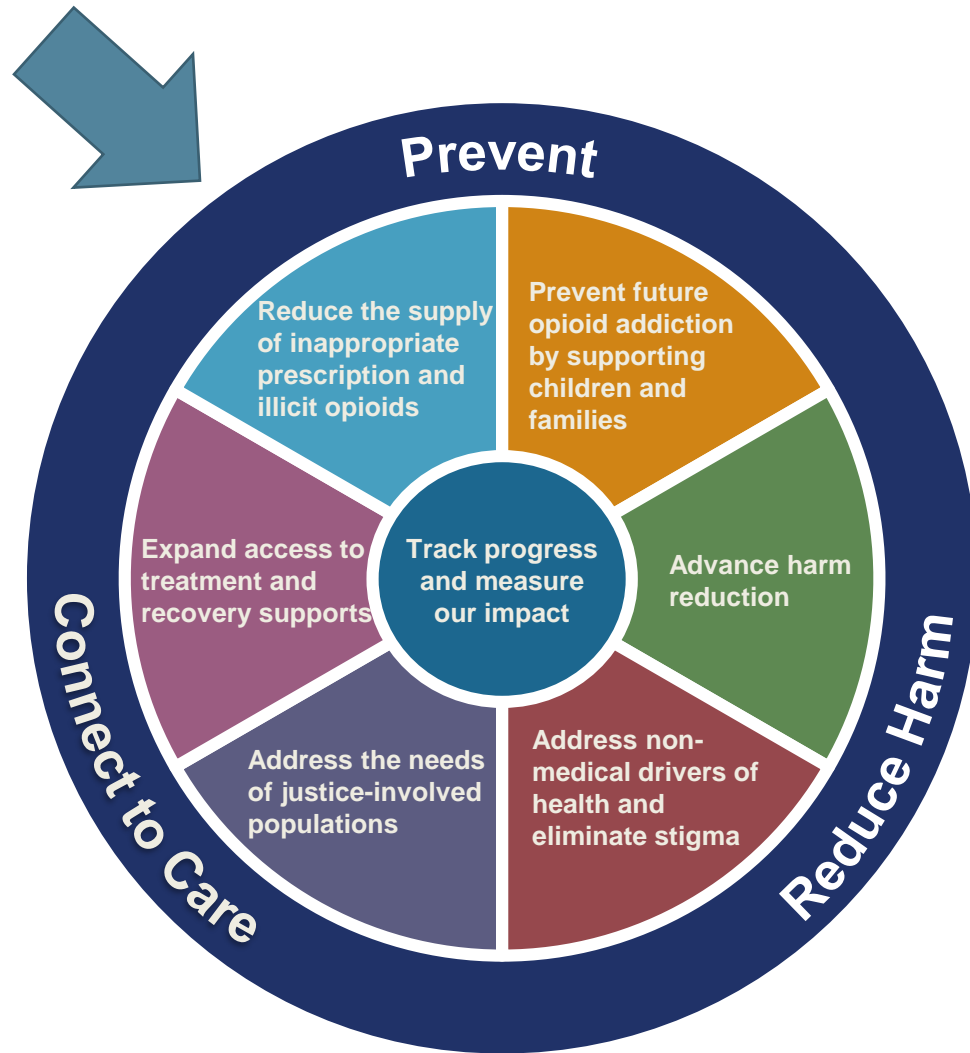 Prevent
Reduce the supply
of inappropriate
prescription and
illicit opioids
Prevent future
opioid addiction
by supporting
children and
families
Expand access to
treatment and
recovery supports
Track progress
and measure
our impact
Advance harm
reduction
Address the needs
of justice-involved
populations
Address non-
medical drivers of
health and
eliminate stigma
Connect to Care
Reduce Harm